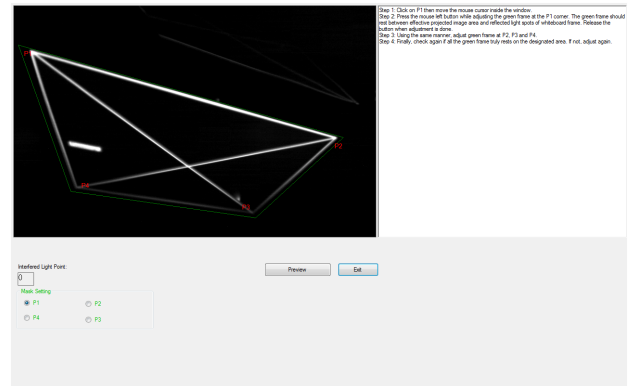 Step 1: Click on P1 then move the mouse cursor inside the window.
Step 2: Press the mouse left button while adjusting the green frame at the P1 corner. The green frame should
rest between effective projected image area and reflected light spots of whiteboard frame. Release the
button when adjustment is done .
Step 3: Using the same manner, adjust green frame at P2, P3 and P4.
Step 4: Finally, check again if all the green frame truly rests on the designated area. If not, adjust again.
P1
P2
P4
P3
Interfered Light Point:
0
Preview
Exit
Mask Setting
P1
P2
P4
P3